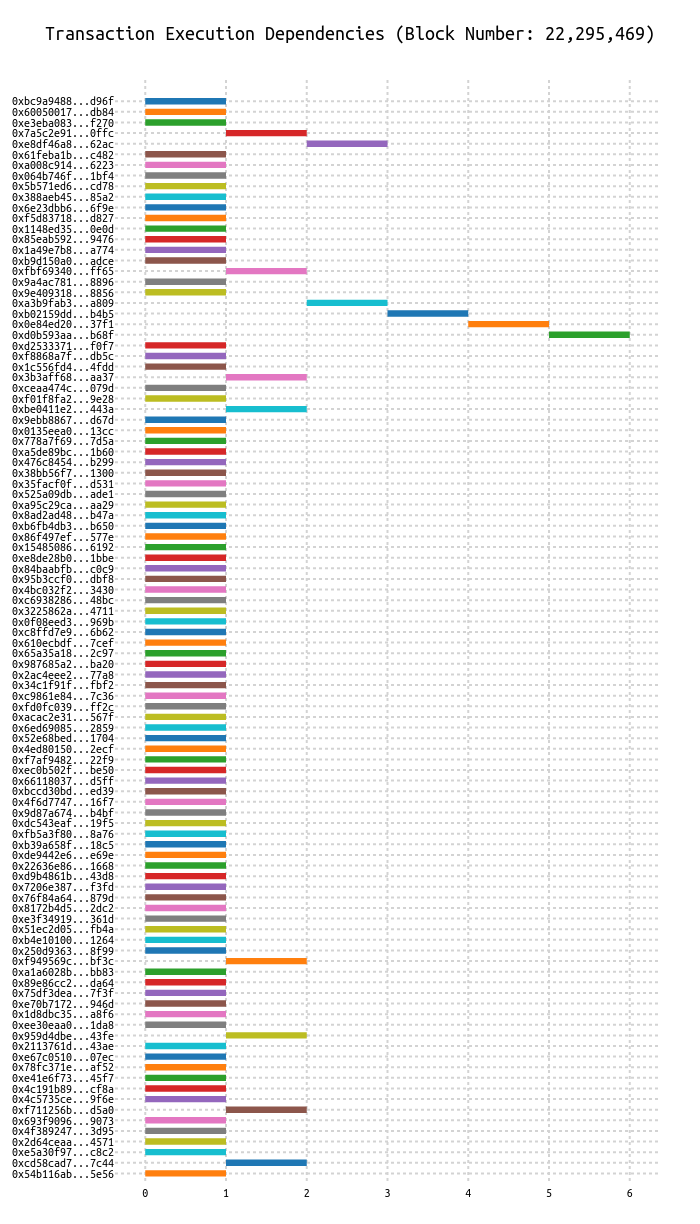 Transaction Execution Dependencies (Block Number: 22,295,469)
0xbc9a9488...d96f
0x60050017...db84
0xe3eba083...f270
0x7a5c2e91...0ffc
0xe8df46a8...62ac
0x61feba1b...c482
0xa008c914...6223
0x064b746f...1bf4
0x5b571ed6...cd78
0x388aeb45...85a2
0x6e23dbb6...6f9e
0xf5d83718...d827
0x1148ed35...0e0d
0x85eab592...9476
0x1a49e7b8...a774
0xb9d150a0...adce
0xfbf69340...ff65
0x9a4ac781...8896
0x9e409318...8856
0xa3b9fab3...a809
0xb02159dd...b4b5
0x0e84ed20...37f1
0xd0b593aa...b68f
0xd2533371...f0f7
0xf8868a7f...db5c
0x1c556fd4...4fdd
0x3b3aff68...aa37
0xceaa474c...079d
0xf01f8fa2...9e28
0xbe0411e2...443a
0x9ebb8867...d67d
0x0135eea0...13cc
0x778a7f69...7d5a
0xa5de89bc...1b60
0x476c8454...b299
0x38bb56f7...1300
0x35facf0f...d531
0x525a09db...ade1
0xa95c29ca...aa29
0x8ad2ad48...b47a
0xb6fb4db3...b650
0x86f497ef...577e
0x15485086...6192
0xe8de28b0...1bbe
0x84baabfb...c0c9
0x95b3ccf0...dbf8
0x4bc032f2...3430
0xc6938286...48bc
0x3225862a...4711
0x0f08eed3...969b
0xc8ffd7e9...6b62
0x610ecbdf...7cef
0x65a35a18...2c97
0x987685a2...ba20
0x2ac4eee2...77a8
0x34c1f91f...fbf2
0xc9861e84...7c36
0xfd0fc039...ff2c
0xacac2e31...567f
0x6ed69085...2859
0x52e68bed...1704
0x4ed80150...2ecf
0xf7af9482...22f9
0xec0b502f...be50
0x66118037...d5ff
0xbccd30bd...ed39
0x4f6d7747...16f7
0x9d87a674...b4bf
0xdc543eaf...19f5
0xfb5a3f80...8a76
0xb39a658f...18c5
0xde9442e6...e69e
0x22636e86...1668
0xd9b4861b...43d8
0x7206e387...f3fd
0x76f84a64...879d
0x8172b4d5...2dc2
0xe3f34919...361d
0x51ec2d05...fb4a
0xb4e10100...1264
0x250d9363...8f99
0xf949569c...bf3c
0xa1a6028b...bb83
0x89e86cc2...da64
0x75df3dea...7f3f
0xe70b7172...946d
0x1d8dbc35...a8f6
0xee30eaa0...1da8
0x959d4dbe...43fe
0x2113761d...43ae
0xe67c0510...07ec
0x78fc371e...af52
0xe41e6f73...45f7
0x4c191b89...cf8a
0x4c5735ce...9f6e
0xf711256b...d5a0
0x693f9096...9073
0x4f389247...3d95
0x2d64ceaa...4571
0xe5a30f97...c8c2
0xcd58cad7...7c44
0x54b116ab...5e56
0 1 2 3 4 5 6